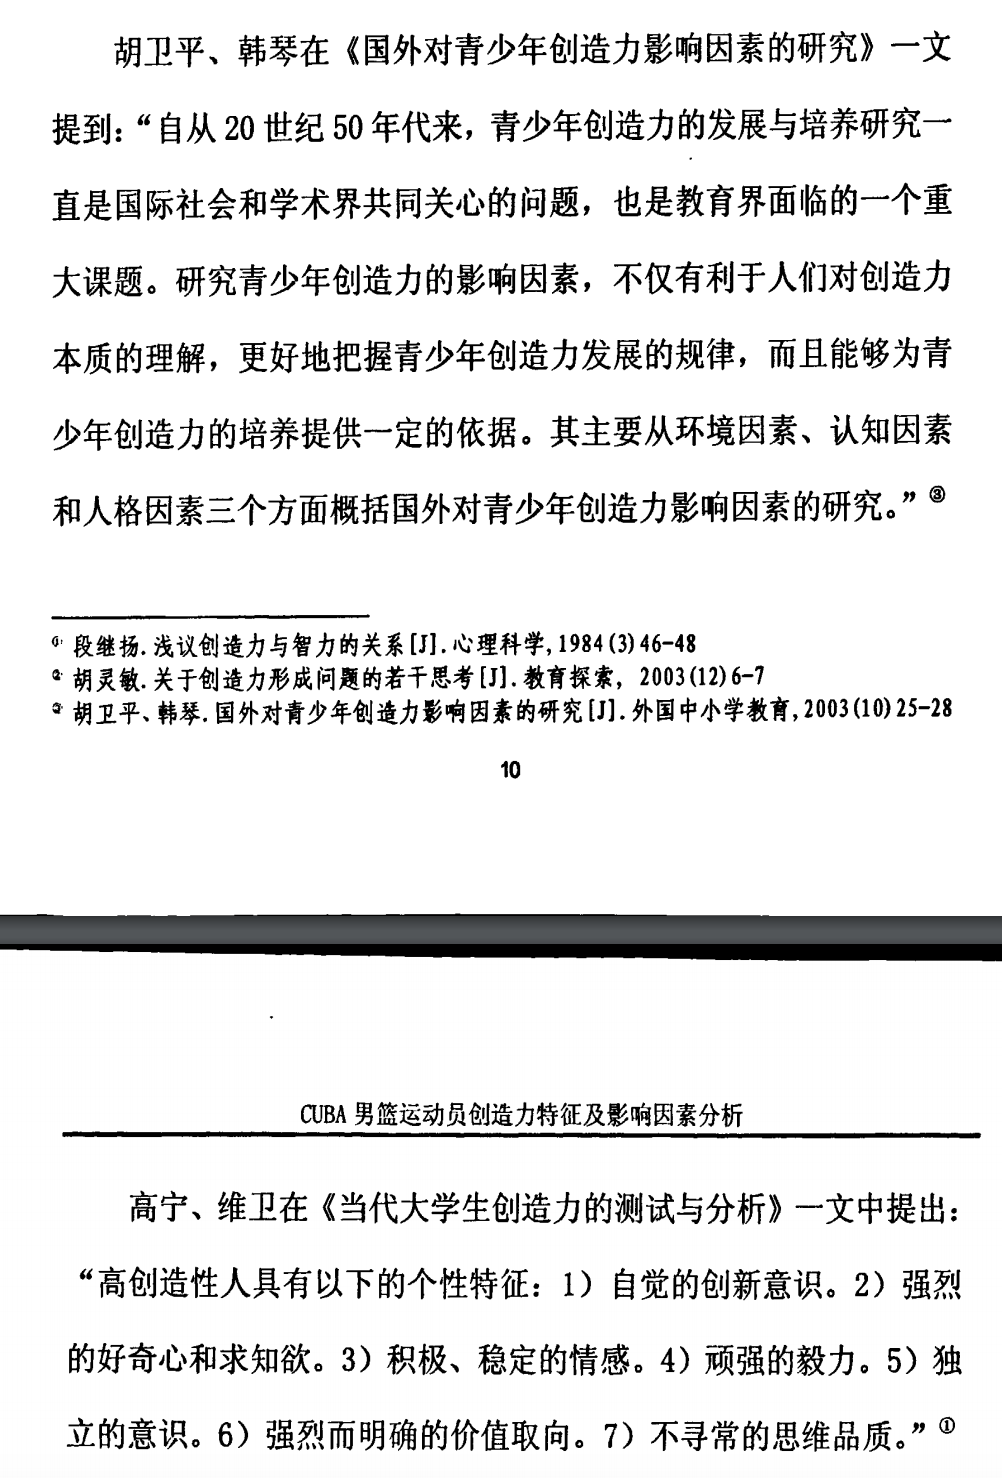 胡卫平、韩琴在《国外对青少年创造力影响因素的研究》一文
提到：“自从 20 世纪 50 年代来，青少年创造力的发展与培养研究一
直是国际社会和学术界共同关心的问题，也是教育界面临的一个重
大课题。研究青少年创造力的影响因素，不仅有利于人们对创造力
本质的理解，更好地把握青少年创造力发展的规律，而且能够为青
少年创造力的培养提供一定的依据。其主要从环境因素、认知因素
和人格因素三个方面概括国外对青少年创造力影响因素的研究。”③
① 段继扬.浅议创造力与智力的关系[J].心理科学,1984(3)46-48
② 胡灵敏.关于创造力形成问题的若干思考[J].教育探索，2003(12)6-7
③ 胡卫平、韩琴.国外对青少年创造力影响因素的研究[J].外国中小学教育,2003(10)25-28
10
CUBA 男篮运动员创造力特征及影响因素分析
高宁、维卫在《当代大学生创造力的测试与分析》一文中提出：
“高创造性人具有以下的个性特征：1）自觉的创新意识。2）强烈
的好奇心和求知欲。3）积极、稳定的情感。4）顽强的毅力。5）独
立的意识。6）强烈而明确的价值取向。7）不寻常的思维品质。”①